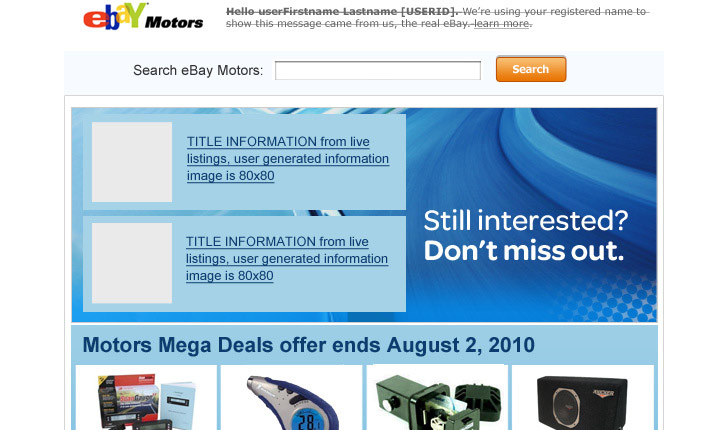 ebaY Motors
Hello userFirstname Lastname [USERID]. We're using your registered name to
show this message came from us, the real eBay. learn more.
Search eBay Motors:
Search
TITLE INFORMATION from live
listings, user generated information
image is 80x80
TITLE INFORMATION from live
listings, user generated information
image is 80x80
Still interested?
Don't miss out.
Motors Mega Deals offer ends August 2, 2010
KICKER